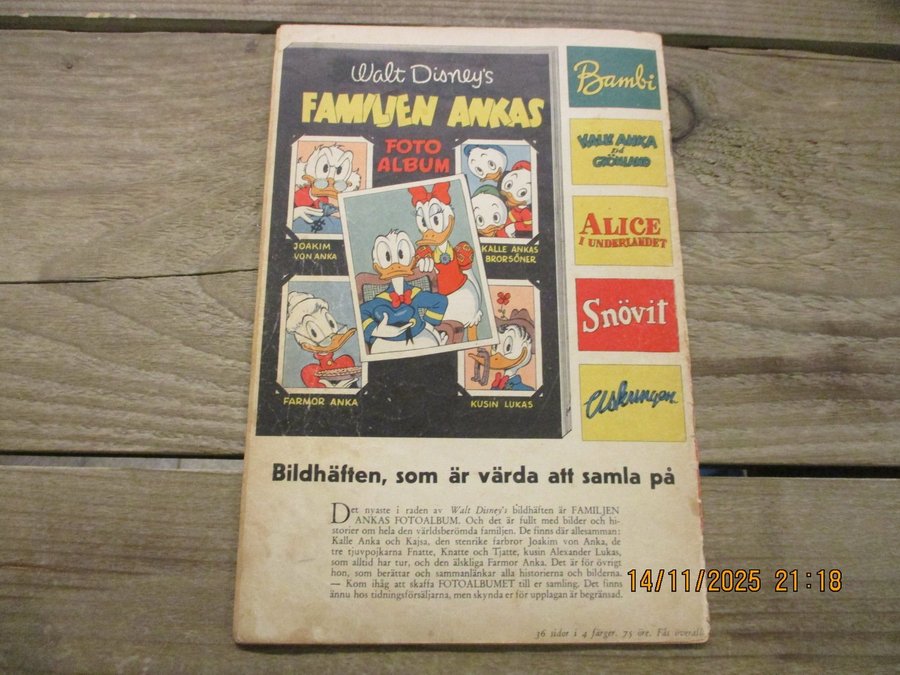 Walt Disney's
FAMILJEN ANKAS
FOTO
ALBUM
JOAKIM
VON ANKA
KALLE ANKAS
BRORSÖNER
FARMOR ANKA
KUSIN LUKAS
Bambi
KALLE ANKA
på
GRÖNLAND
ALICE
I UNDERLANDET
Snövit
Askungen
Bildhäften, som är värda att samla på
Det nyaste i raden av Walt Disney's bildhäften är FAMILJEN
ANKAS FOTOALBUM. Och det är fullt med bilder och hi-
storier om hela den världsberömda familjen. De finns där allesamman:
Kalle Anka och Kajsa, den stenrike farbror Joakim von Anka, de
tre tjuvpojkarna Fnatte, Knatte och Tjatte, kusin Alexander Lukas,
som alltid har tur, och den älskliga Farmor Anka. Det är för övrigt
hon, som berättar och sammanlänkar alla historierna och bilderna.
— Kom ihåg att skaffa FOTOALBUMET till er samling. Det finns
ännu hos tidningsförsäljarna, men skynda er för upplagan är begränsad.
36 sidor i 4 färger. 75 öre. Fås överall
14/11/2025 21:18